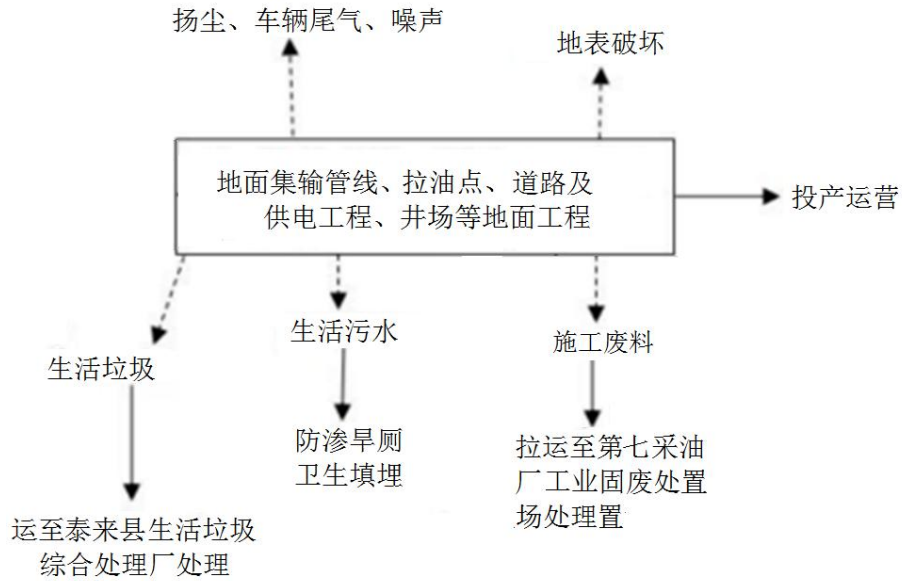 扬尘、车辆尾气、噪声
地表破坏
地面集输管线、拉油点、道路及
供电工程、井场等地面工程
投产运营
生活垃圾
生活污水
施工废料
防渗旱厕
卫生填埋
拉运至第七采油
厂工业固废处置
场处理置
运至泰来县生活垃圾
综合处理厂处理